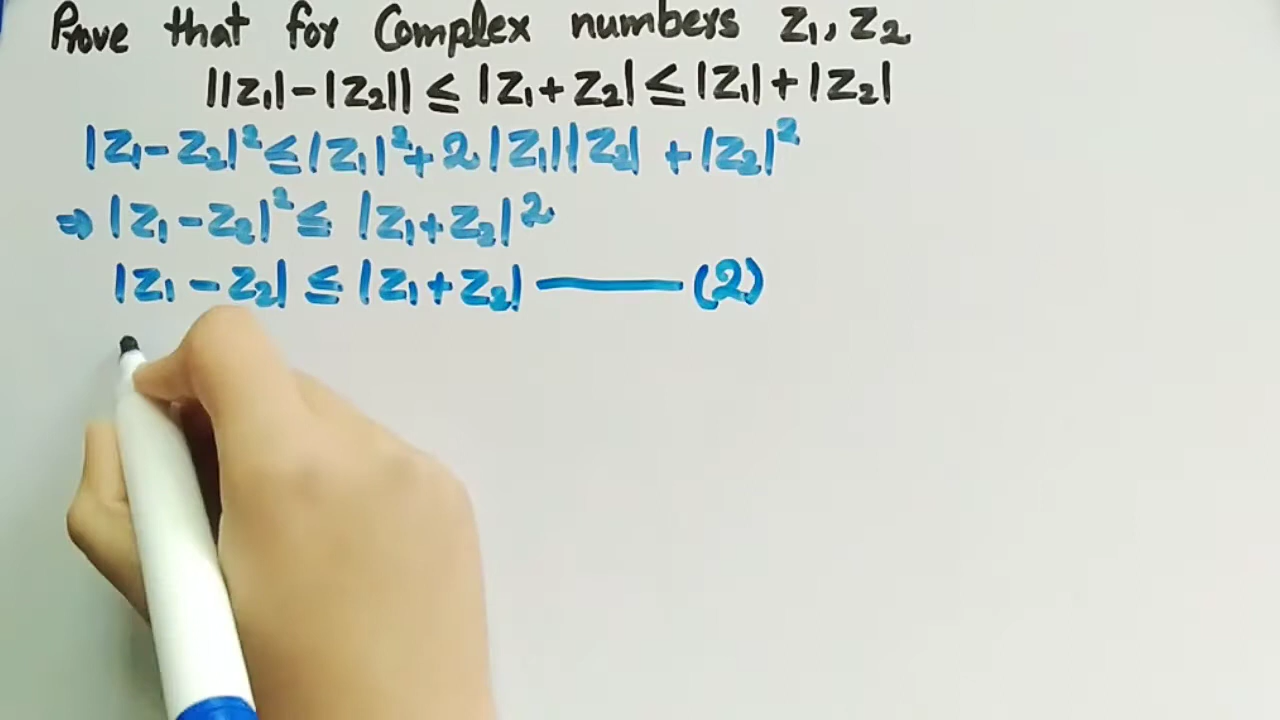 Prove that for Complex numbers z₁, z₂
||z₁|-|z₂|| ≤ |z₁+z₂| ≤ |z₁|+|z₂|
|z₁-z₂|² ≤ |z₁|²+2|z₁||z₂| +|z₂|²
⇒ |z₁-z₂|² ≤ |z₁+z₂|²
|z₁-z₂| ≤ |z₁+z₂| —— (2)